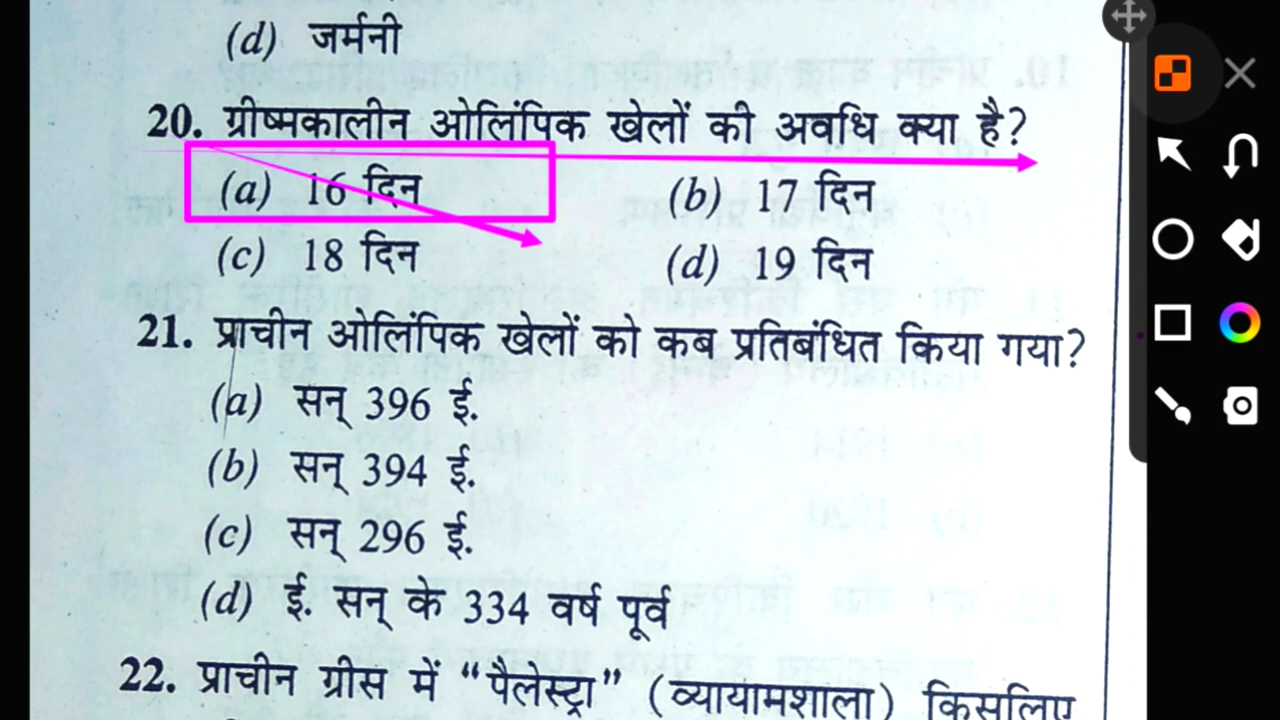 (d) जर्मनी
20. ग्रीष्मकालीन ओलिंपिक खेलों की अवधि क्या है?
(a) 16 दिन (b) 17 दिन
(c) 18 दिन (d) 19 दिन
21. प्राचीन ओलिंपिक खेलों को कब प्रतिबंधित किया गया?
(a) सन् 396 ई.
(b) सन् 394 ई.
(c) सन् 296 ई.
(d) ई. सन् के 334 वर्ष पूर्व
22. प्राचीन ग्रीस में “पैलेस्ट्रा” (व्यायामशाला) किसलिए